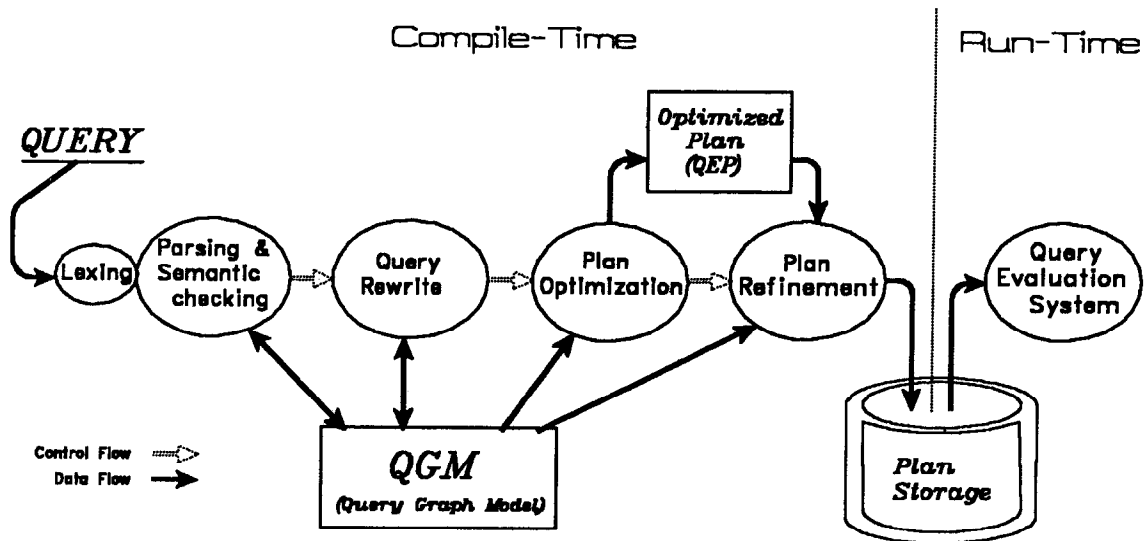 Compile-Time
Run-Time
QUERY
Optimized
Plan
(QEP)
Lexing
Parsing &
Semantic
checking
Query
Rewrite
Plan
Optimization
Plan
Refinement
Query
Evaluation
System
Control Flow
Data Flow
QGM
(Query Graph Model)
Plan
Storage